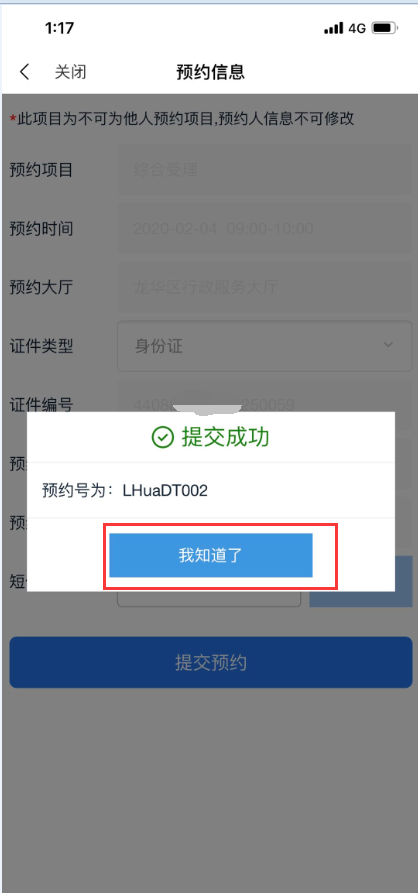 1:17
4G
关闭
预约信息
*此项目为不可为他人预约项目,预约人信息不可修改
预约项目
综合受理
预约时间
2020-03-04 09:00-10:00
预约大厅
龙华区行政服务大厅
证件类型
身份证
证件编号
提交成功
预
预约号为：LHuaDT002
预
我知道了
短
提交预约